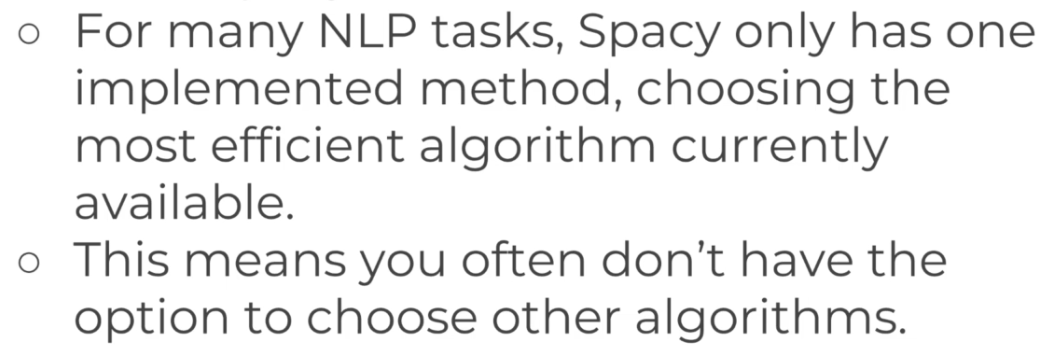 ○ For many NLP tasks, Spacy only has one
implemented method, choosing the
most efficient algorithm currently
available.
○ This means you often don’t have the
option to choose other algorithms.